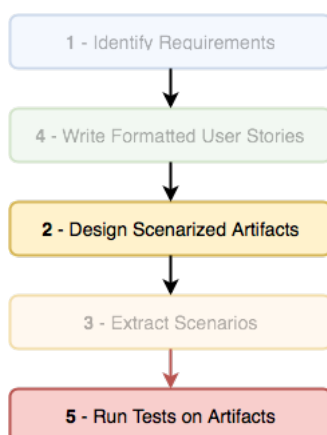 1 - Identify Requirements
4 - Write Formatted User Stories
2 - Design Scenarized Artifacts
3 - Extract Scenarios
5 - Run Tests on Artifacts